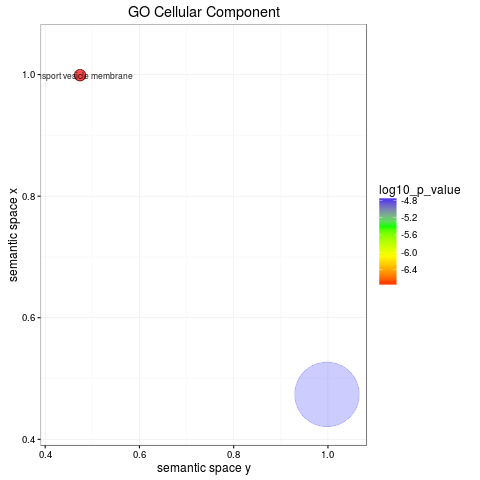 GO Cellular Component
1.0
sport vesicle membrane
0.8
0.6
0.4
semantic space x
0.4
0.6
0.8
1.0
semantic space y
log10_p_value
-4.8
-5.2
-5.6
-6.0
-6.4